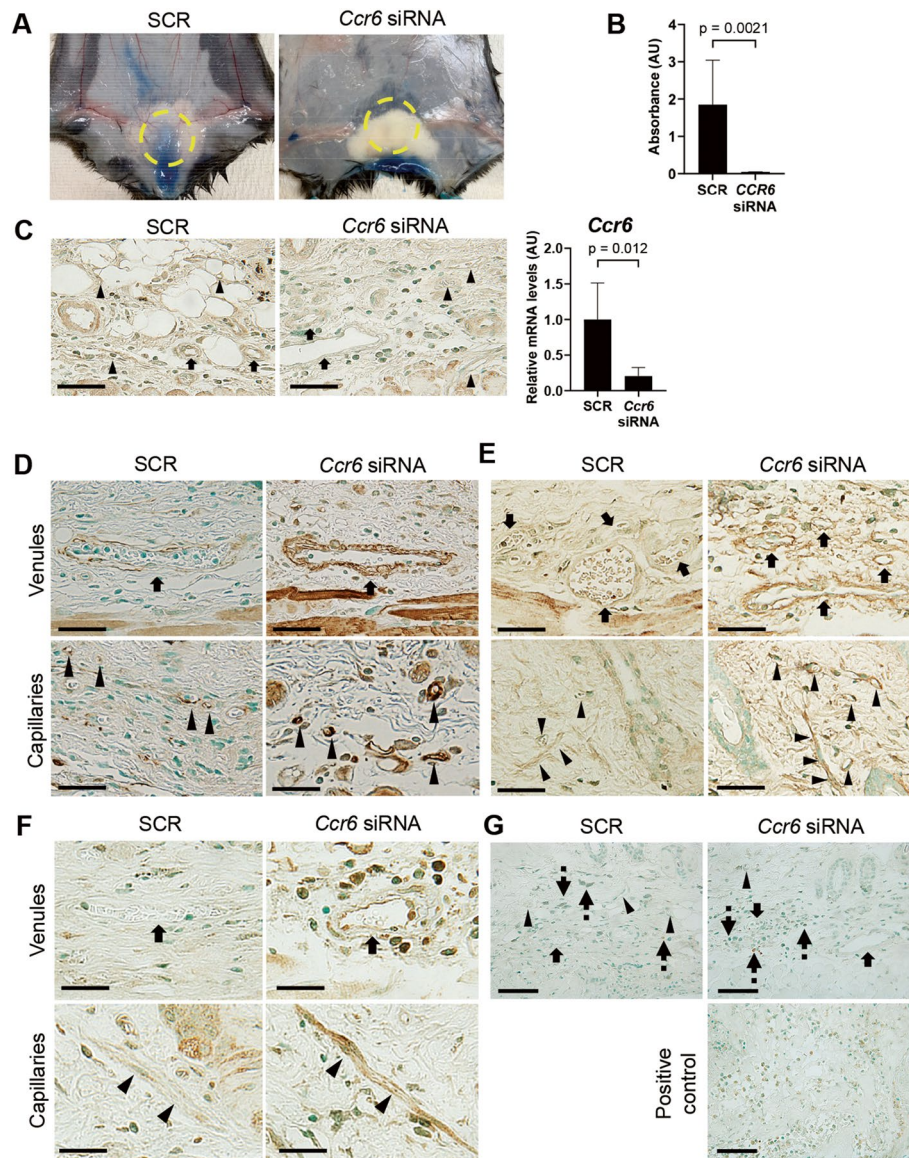 A
SCR
Ccr6 siRNA
B
p = 0.0021
Absorbance (AU)
4
3
2
1
0
SCR
CCR6
siRNA
C
SCR
Ccr6 siRNA
Ccr6
p = 0.012
Relative mRNA levels (AU)
2.0
1.5
1.0
0.5
0.0
SCR
Ccr6
siRNA
D
SCR
Ccr6 siRNA
Venules
Capillaries
E
SCR
Ccr6 siRNA
F
SCR
Ccr6 siRNA
Venules
Capillaries
G
SCR
Ccr6 siRNA
Positive
control